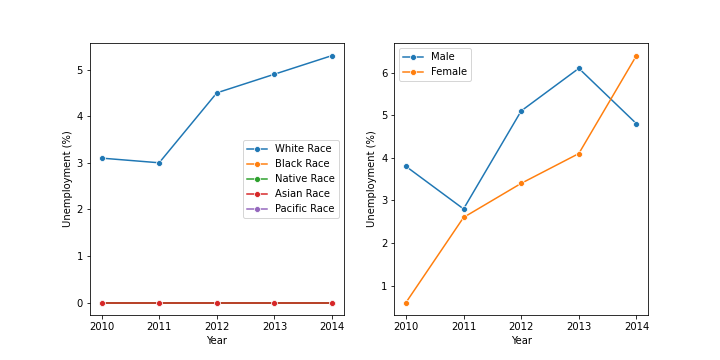 Unemployment (%)
5
4
3
2
1
0
White Race
Black Race
Native Race
Asian Race
Pacific Race
2010 2011 2012 2013 2014
Year
Unemployment (%)
6
5
4
3
2
1
Male
Female
2010 2011 2012 2013 2014
Year